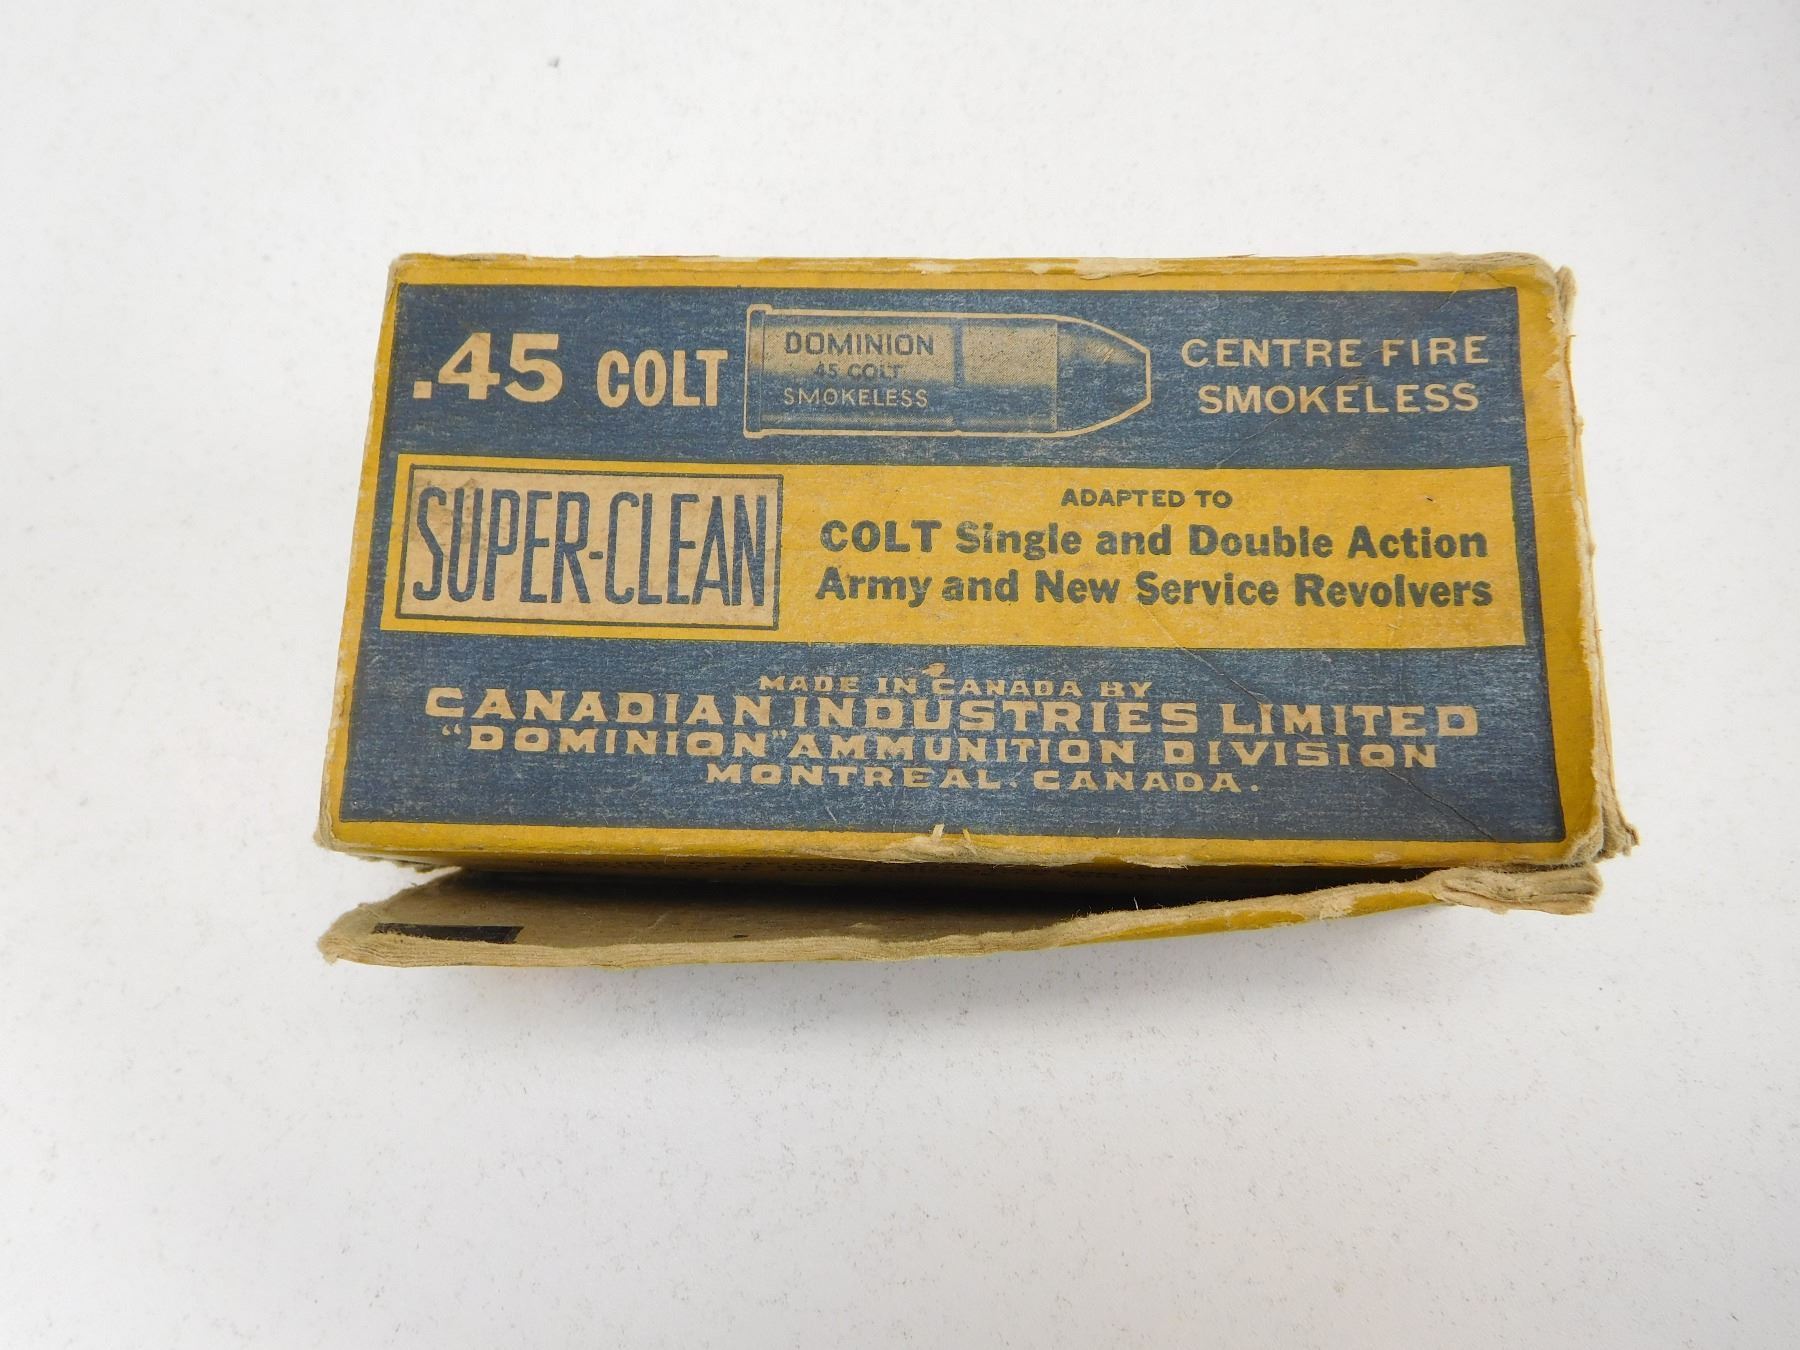 .45 COLT
DOMINION
45 COLT
SMOKELESS
CENTRE FIRE
SMOKELESS
SUPER-CLEAN
ADAPTED TO
COLT Single and Double Action
Army and New Service Revolvers
MADE IN CANADA BY
CANADIAN INDUSTRIES LIMITED
"DOMINION" AMMUNITION DIVISION
MONTREAL. CANADA.